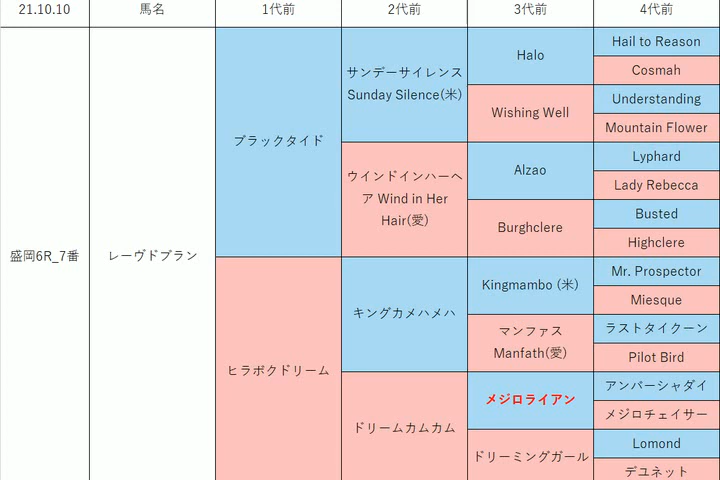 21.10.10 馬名 1代前 2代前 3代前 4代前
盛岡6R_7番
レーヴドプラン
ブラックタイド
サンデーサイレンス
Sunday Silence(米)
Halo
Hail to Reason
Cosmah
Wishing Well
Understanding
Mountain Flower
ウインドインハーヘ
ア Wind in Her
Hair(愛)
Alzao
Lyphard
Lady Rebecca
Burghclere
Busted
Highclere
ヒラボクドリーム
キングカメハメハ
Kingmambo (米)
Mr. Prospector
Miesque
マンファス
Manfath(愛)
ラストタイクーン
Pilot Bird
ドリームカムカム
メジロライアン
アンバーシャダイ
メジロチェイサー
ドリーミングガール
Lomond
デュネット